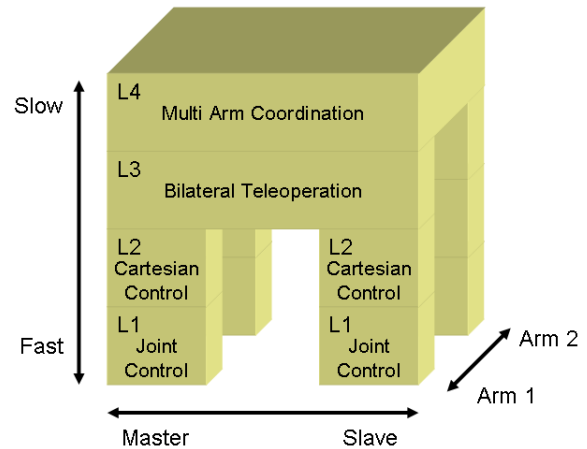 L4
Slow
Multi Arm Coordination
L3
Bilateral Teleoperation
L2
Cartesian
Control
L2
Cartesian
Control
L1
Joint
Control
L1
Joint
Control
Fast
Arm 2
Arm 1
Master
Slave